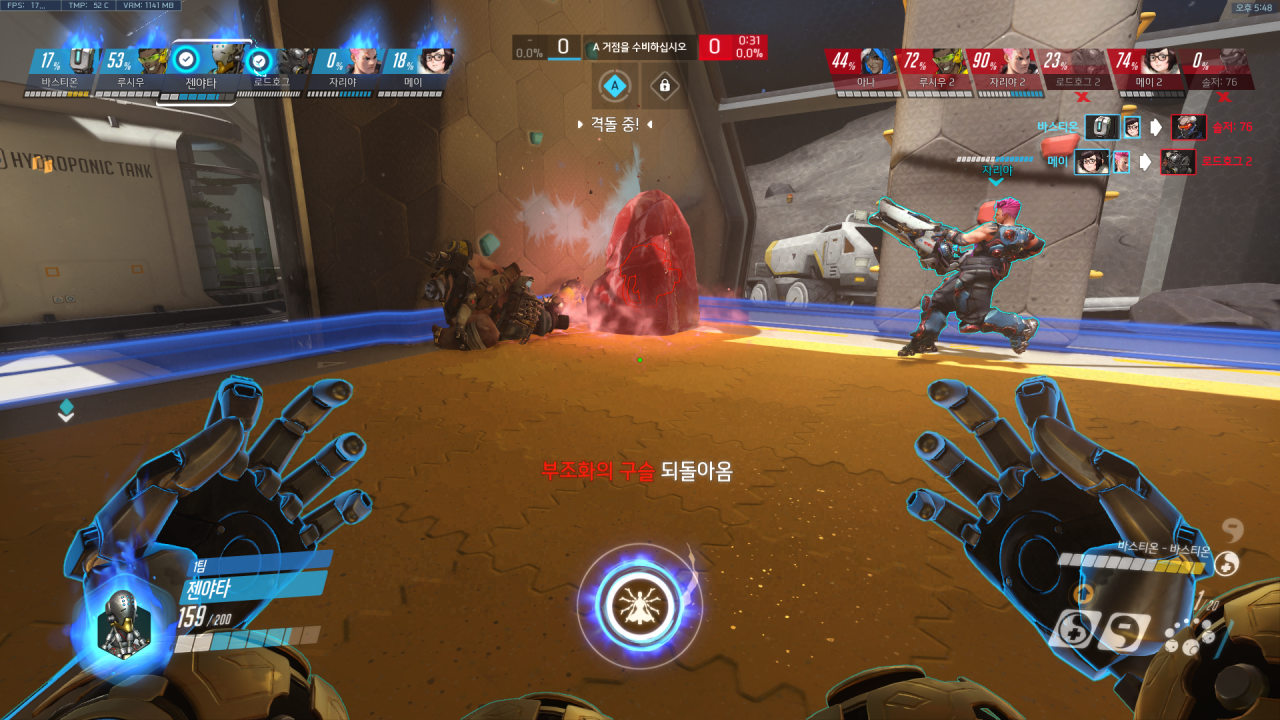 FPS: 17... TMP: 52 C VRM: 1141 MB
오후 5:48
17% 53% 0% 18%
바스티온 루시우 젠야타 로드호그 자리야 메이
- 0.0% 0 A 거점을 수비하십시오 0 0:31 0.0%
44% 72% 90% 23% 74% 0%
아나 루시우 2 자리야 2 로드호그 2 메이 2 솔저: 76
A
격돌 중!
바스티온 솔저: 76
메이 로드호그 2
HYDROPONIC TANK
자리야
부조화의 구슬 되돌아옴
바스티온 - 바스티온
1팀
젠야타
159 / 200
1/20